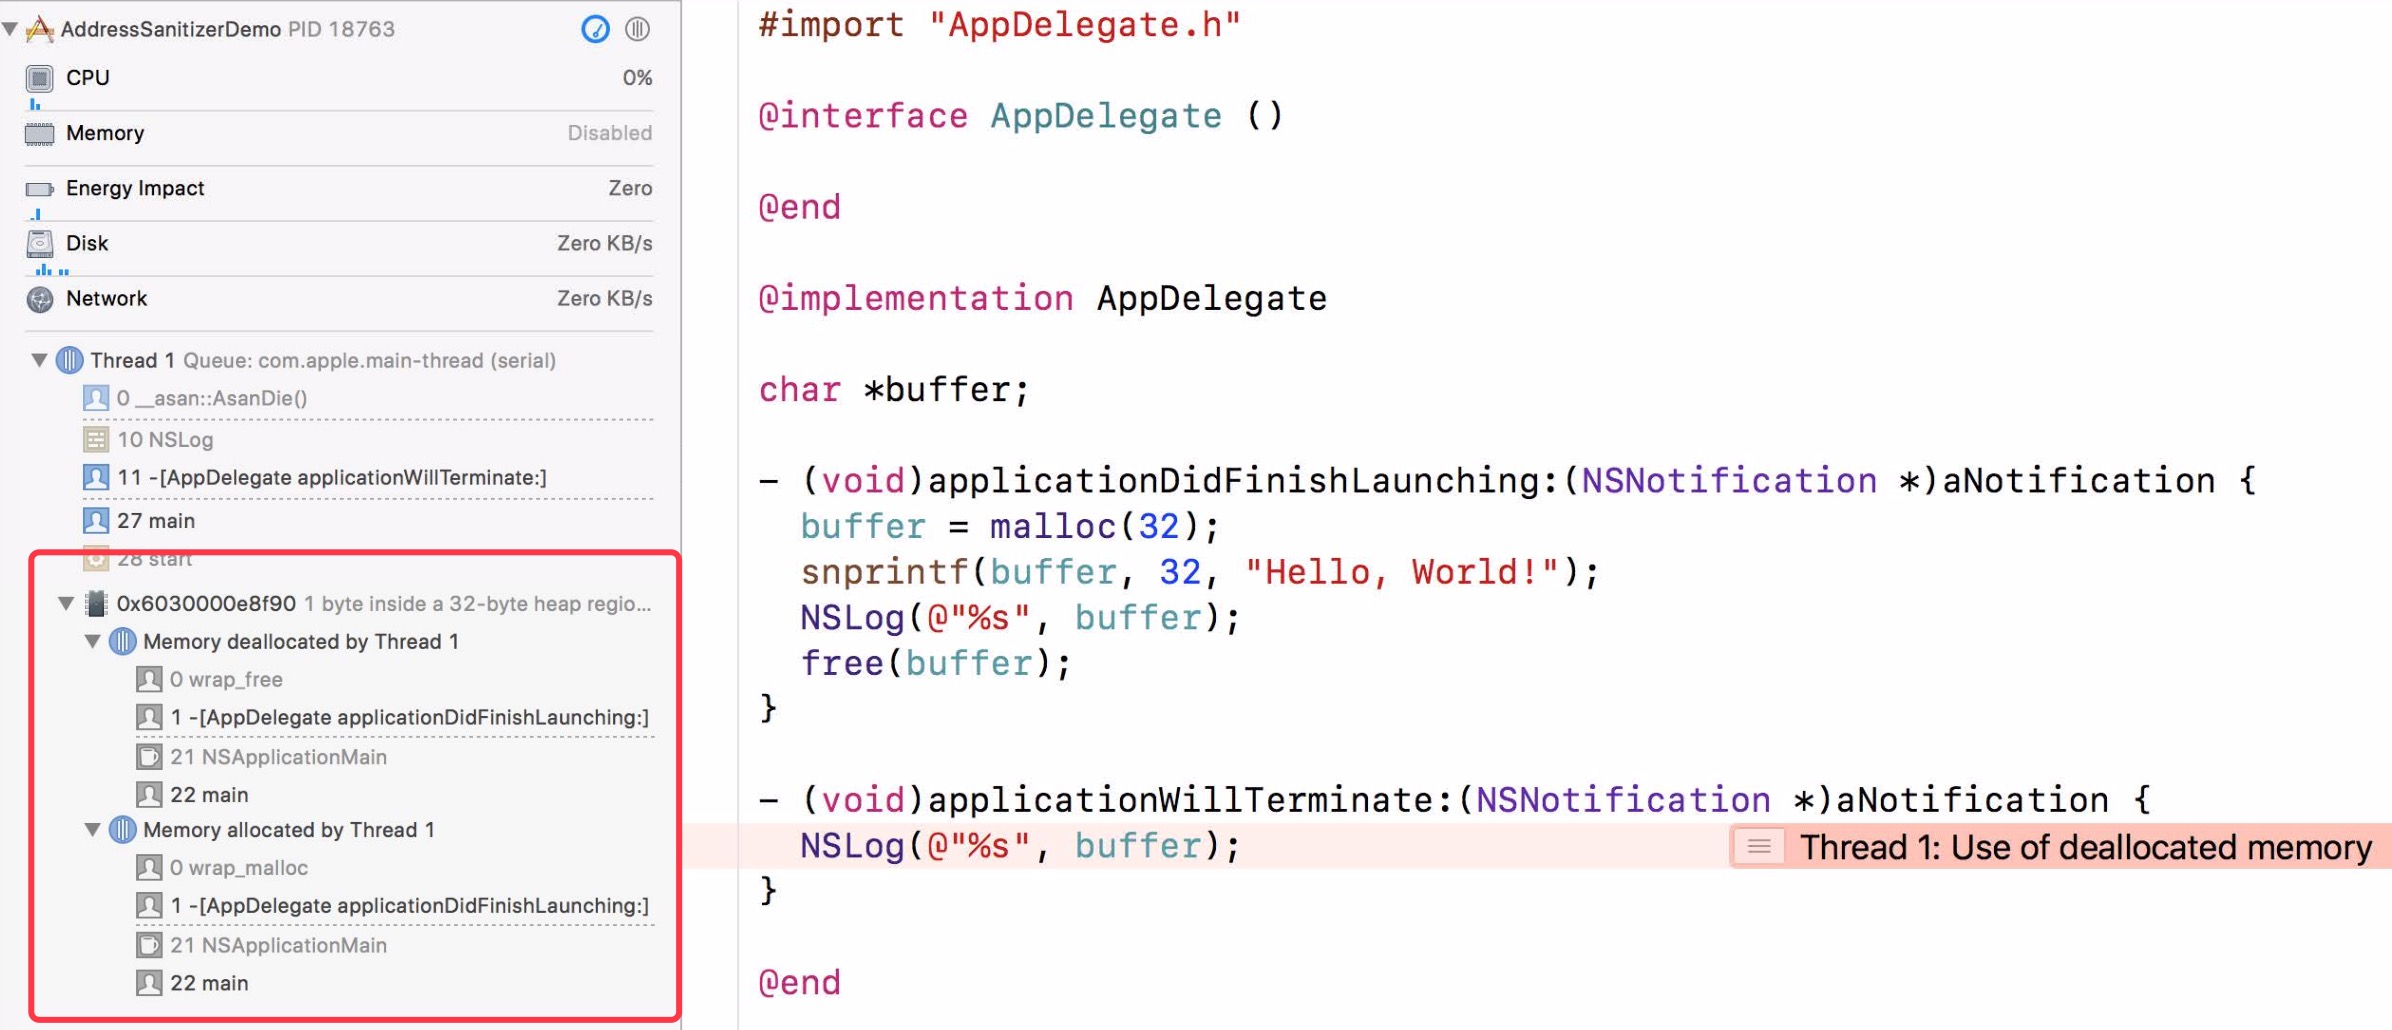 AddressSanitizerDemo PID 18763
CPU 0%
Memory Disabled
Energy Impact Zero
Disk Zero KB/s
Network Zero KB/s
Thread 1 Queue: com.apple.main-thread (serial)
0 __asan::AsanDie()
10 NSLog
11 -[AppDelegate applicationWillTerminate:]
27 main
28 start
0x6030000e8f90 1 byte inside a 32-byte heap regio...
Memory deallocated by Thread 1
0 wrap_free
1 -[AppDelegate applicationDidFinishLaunching:]
21 NSApplicationMain
22 main
Memory allocated by Thread 1
0 wrap_malloc
1 -[AppDelegate applicationDidFinishLaunching:]
21 NSApplicationMain
22 main
#import "AppDelegate.h"
@interface AppDelegate ()
@end
@implementation AppDelegate
char *buffer;
- (void)applicationDidFinishLaunching:(NSNotification *)aNotification {
buffer = malloc(32);
snprintf(buffer, 32, "Hello, World!");
NSLog(@"%s", buffer);
free(buffer);
}
- (void)applicationWillTerminate:(NSNotification *)aNotification {
NSLog(@"%s", buffer); Thread 1: Use of deallocated memory
}
@end